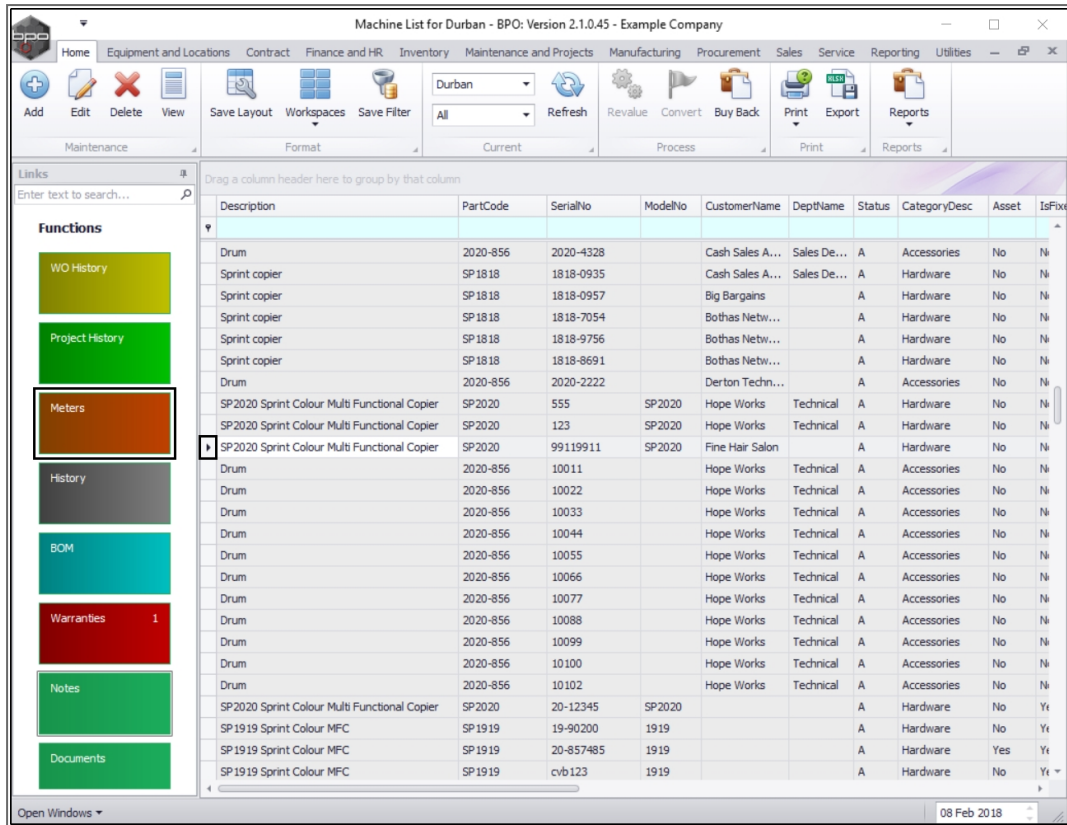 Machine List for Durban - BPO: Version 2.1.0.45 - Example Company
bpo
Home Equipment and Locations Contract Finance and HR Inventory Maintenance and Projects Manufacturing Procurement Sales Service Reporting Utilities
Durban
All
Add Edit Delete View Save Layout Workspaces Save Filter Refresh Revalue Convert Buy Back Print Export Reports
Maintenance Format Current Process Print Reports
Links
Enter text to search...
Functions
WO History
Project History
Meters
History
BOM
Warranties 1
Notes
Documents
Drag a column header here to group by that column
Description PartCode SerialNo ModelNo CustomerName DeptName Status CategoryDesc Asset IsFixe
Drum 2020-856 2020-4328 Cash Sales A... Sales De... A Accessories No N
Sprint copier SP1818 1818-0935 Cash Sales A... Sales De... A Hardware No N
Sprint copier SP1818 1818-0957 Big Bargains A Hardware No N
Sprint copier SP1818 1818-7054 Bothas Netw... A Hardware No N
Sprint copier SP1818 1818-9756 Bothas Netw... A Hardware No N
Sprint copier SP1818 1818-8691 Bothas Netw... A Hardware No N
Drum 2020-856 2020-2222 Derton Techn... A Accessories No N
SP2020 Sprint Colour Multi Functional Copier SP2020 555 SP2020 Hope Works Technical A Hardware No N
SP2020 Sprint Colour Multi Functional Copier SP2020 123 SP2020 Hope Works Technical A Hardware No N
SP2020 Sprint Colour Multi Functional Copier SP2020 99119911 SP2020 Fine Hair Salon A Hardware No N
Drum 2020-856 10011 Hope Works Technical A Accessories No N
Drum 2020-856 10022 Hope Works Technical A Accessories No N
Drum 2020-856 10033 Hope Works Technical A Accessories No N
Drum 2020-856 10044 Hope Works Technical A Accessories No N
Drum 2020-856 10055 Hope Works Technical A Accessories No N
Drum 2020-856 10066 Hope Works Technical A Accessories No N
Drum 2020-856 10077 Hope Works Technical A Accessories No N
Drum 2020-856 10088 Hope Works Technical A Accessories No N
Drum 2020-856 10099 Hope Works Technical A Accessories No N
Drum 2020-856 10100 Hope Works Technical A Accessories No N
Drum 2020-856 10102 Hope Works Technical A Accessories No N
SP2020 Sprint Colour Multi Functional Copier SP2020 20-12345 SP2020 A Hardware No Ye
SP1919 Sprint Colour MFC SP1919 19-90200 1919 A Hardware No Ye
SP1919 Sprint Colour MFC SP1919 20-857485 1919 A Hardware Yes Ye
SP1919 Sprint Colour MFC SP1919 cvb123 1919 A Hardware No Ye
Open Windows
08 Feb 2018